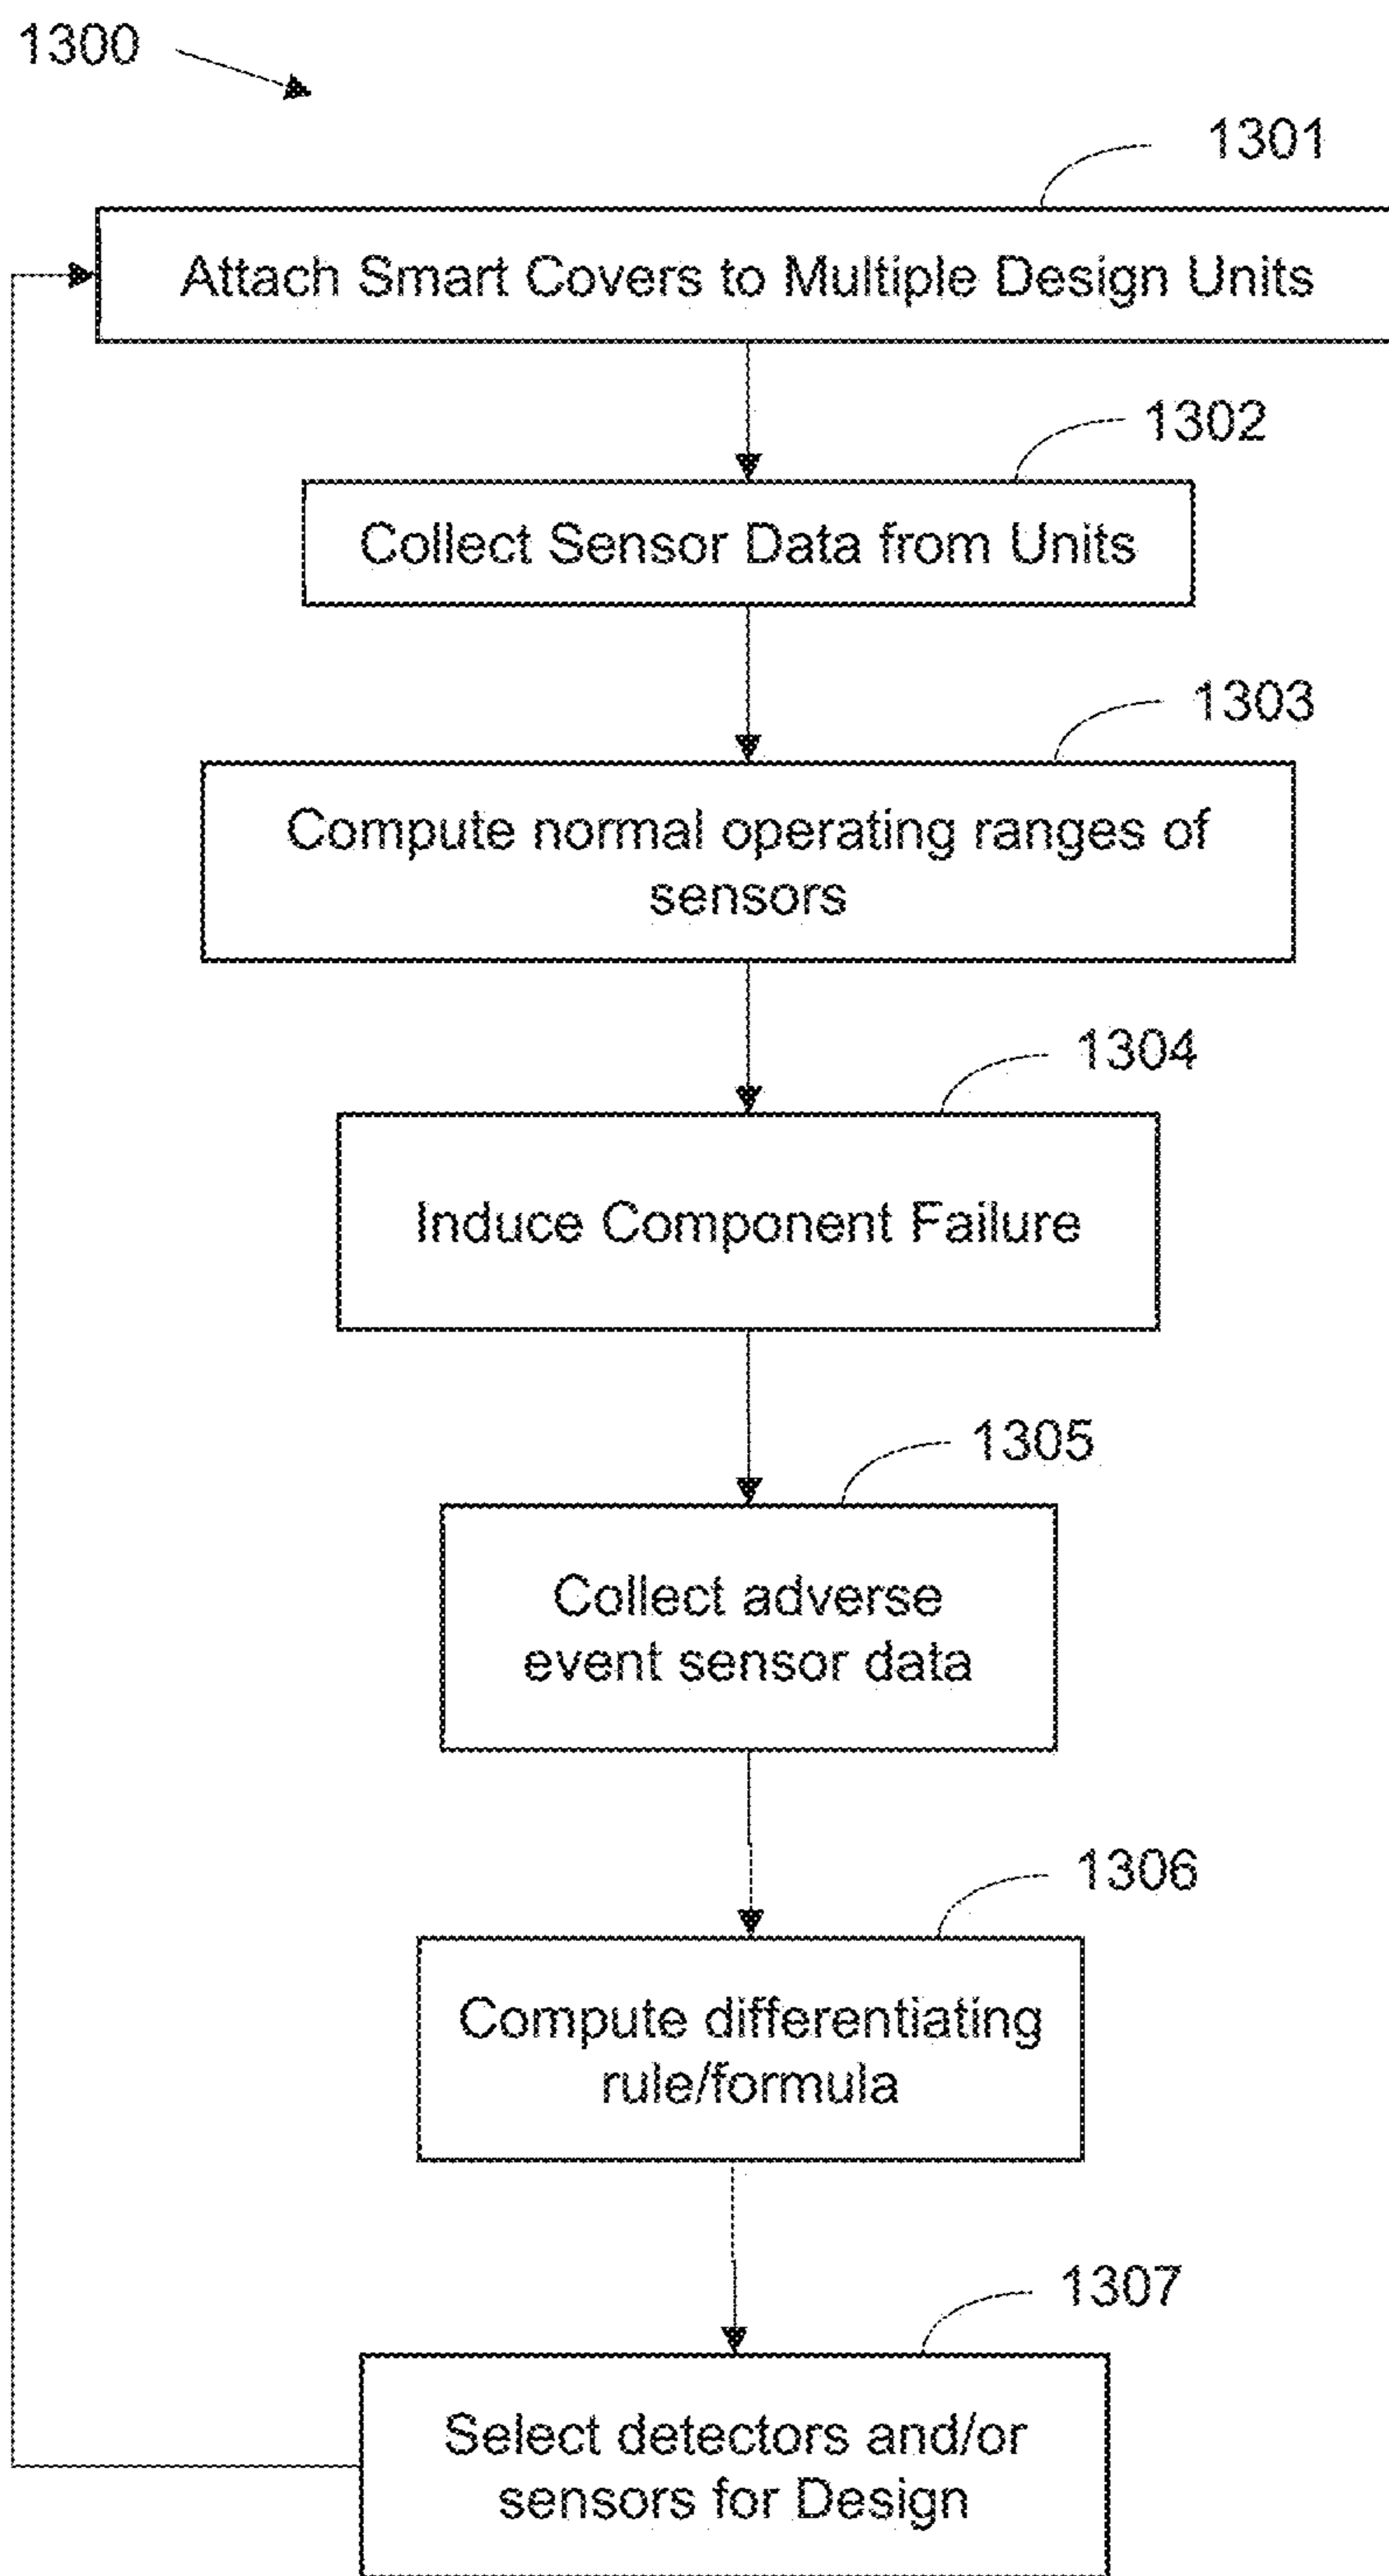 1300
1301
Attach Smart Covers to Multiple Design Units
1302
Collect Sensor Data from Units
1303
Compute normal operating ranges of
sensors
1304
Induce Component Failure
1305
Collect adverse
event sensor data
1306
Compute differentiating
rule/formula
1307
Select detectors and/or
sensors for Design